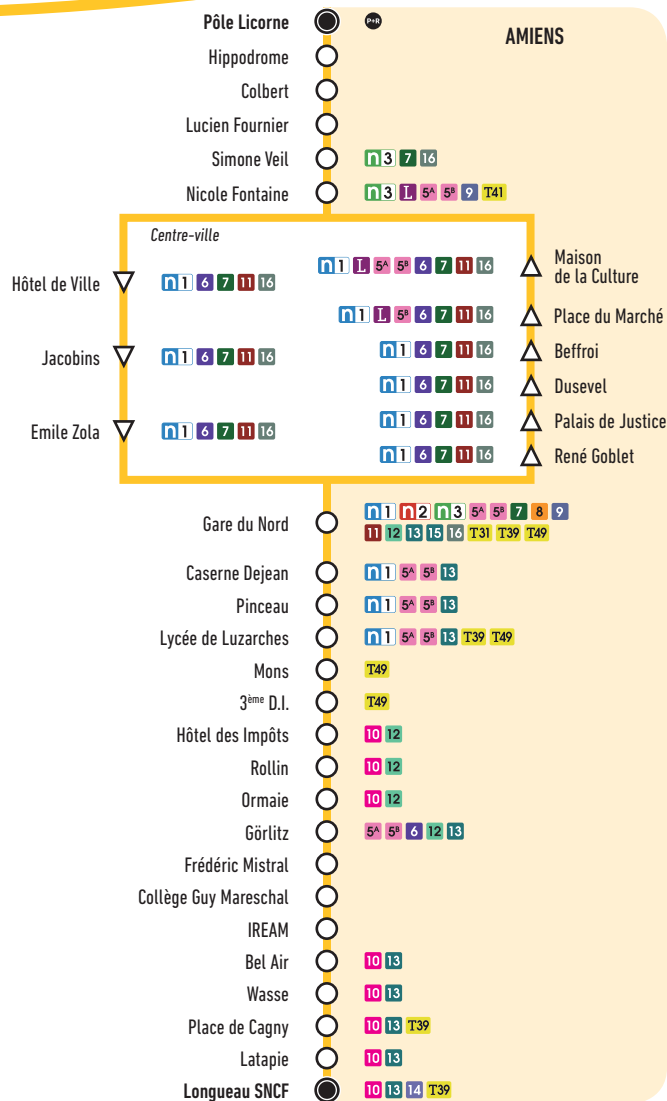 Pôle Licorne P+R
AMIENS
Hippodrome
Colbert
Lucien Fournier
Simone Veil n3 7 16
Nicole Fontaine n3 L 5A 5B 9 T41
Centre-ville
Hôtel de Ville n1 6 7 11 16
Jacobins n1 6 7 11 16
Emile Zola n1 6 7 11 16
n1 L 5A 5B 6 7 11 16 Maison
de la Culture
n1 L 5B 6 7 11 16 Place du Marché
n1 6 7 11 16 Beffroi
n1 6 7 11 16 Dusevel
n1 6 7 11 16 Palais de Justice
n1 6 7 11 16 René Goblet
Gare du Nord n1 n2 n3 5A 5B 7 8 9
11 12 13 15 16 T31 T39 T49
Caserne Dejean n1 5A 5B 13
Pinceau n1 5A 5B 13
Lycée de Luzarches n1 5A 5B 13 T39 T49
Mons T49
3ème D.I. T49
Hôtel des Impôts 10 12
Rollin 10 12
Ormaie 10 12
Görlitz 5A 5B 6 12 13
Frédéric Mistral
Collège Guy Mareschal
IREAM
Bel Air 10 13
Wasse 10 13
Place de Cagny 10 13 T39
Latapie 10 13
Longueau SNCF 10 13 14 T39